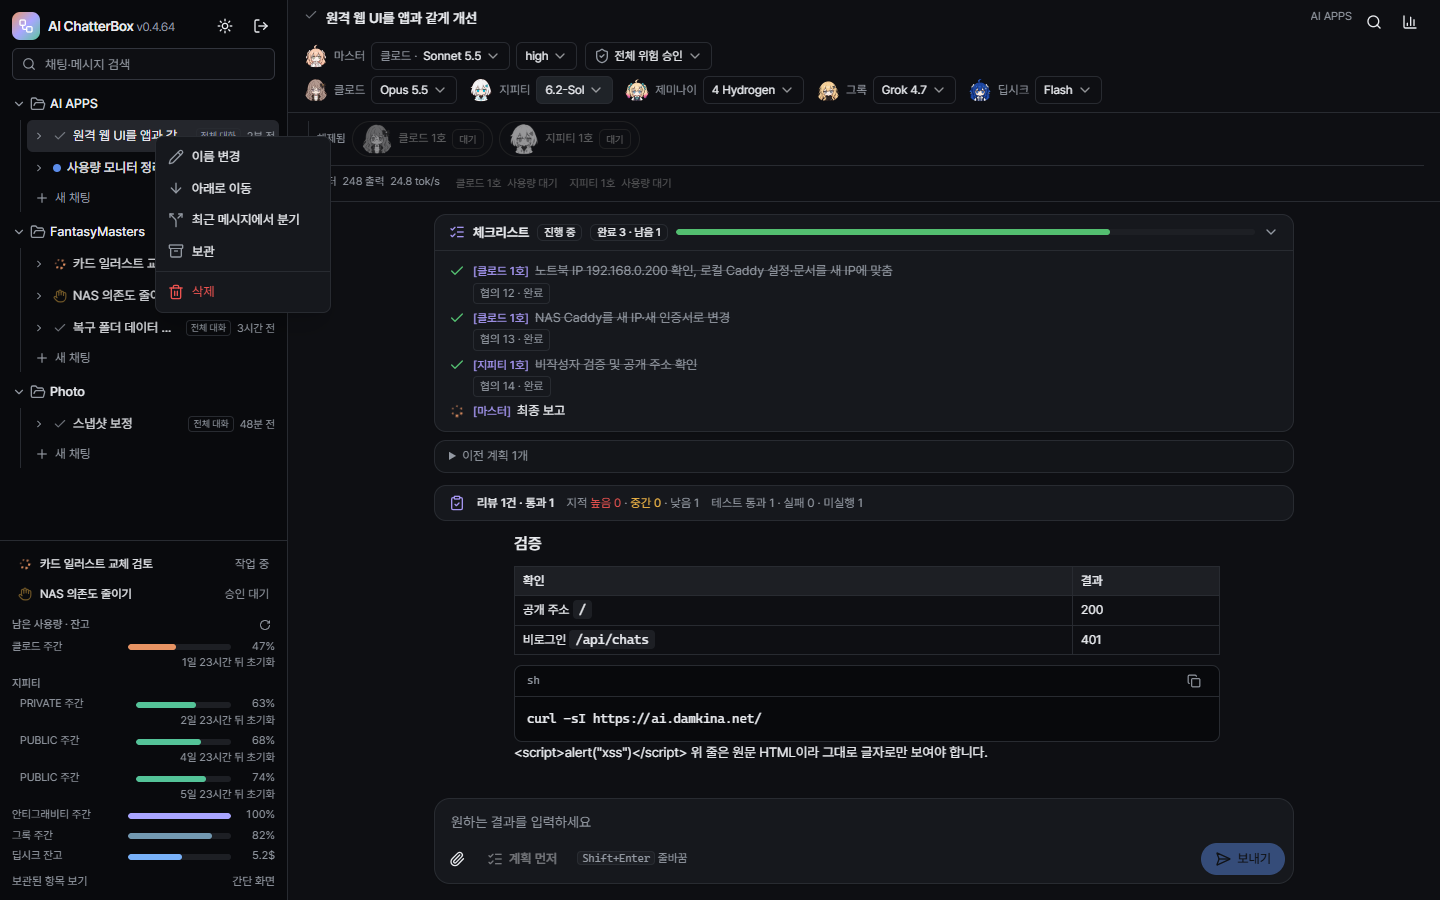 AI ChatterBox v0.4.64
채팅·메시지 검색
AI APPS
원격 웹 UI를 앱과 같
사용량 모니터 정리
새 채팅
이름 변경
아래로 이동
최근 메시지에서 분기
보관
삭제
FantasyMasters
카드 일러스트 교
NAS 의존도 줄이
복구 폴더 데이터 ... 전체 대화 3시간 전
새 채팅
Photo
스냅샷 보정 전체 대화 48분 전
새 채팅
카드 일러스트 교체 검토 작업 중
NAS 의존도 줄이기 승인 대기
남은 사용량 · 잔고
클로드 주간 47%
1일 23시간 뒤 초기화
지피티
PRIVATE 주간 63%
2일 23시간 뒤 초기화
PUBLIC 주간 68%
4일 23시간 뒤 초기화
PUBLIC 주간 74%
5일 23시간 뒤 초기화
안티그래비티 주간 100%
그록 주간 82%
딥시크 잔고 5.2$
보관된 항목 보기 간단 화면
원격 웹 UI를 앱과 같게 개선 AI APPS
마스터 클로드 · Sonnet 5.5 high 전체 위험 승인
클로드 Opus 5.5 지피티 6.2-Sol 제미나이 4 Hydrogen 그록 Grok 4.7 딥시크 Flash
클로드 1호 대기 지피티 1호 대기
248 출력 24.8 tok/s 클로드 1호 사용량 대기 지피티 1호 사용량 대기
체크리스트 진행 중 완료 3 · 남음 1
[클로드 1호] 노트북 IP 192.168.0.200 확인, 로컬 Caddy 설정·문서를 새 IP에 맞춤
협의 12 · 완료
[클로드 1호] NAS Caddy를 새 IP·새 인증서로 변경
협의 13 · 완료
[지피티 1호] 비작성자 검증 및 공개 주소 확인
협의 14 · 완료
[마스터] 최종 보고
이전 계획 1개
리뷰 1건 · 통과 1 지적 높음 0 · 중간 0 · 낮음 1 테스트 통과 1 · 실패 0 · 미실행 1
검증
확인 결과
공개 주소 / 200
비로그인 /api/chats 401
sh
curl -sI https://ai.damkina.net/
<script>alert("xss")</script> 위 줄은 원문 HTML이라 그대로 글자로만 보여야 합니다.
원하는 결과를 입력하세요
계획 먼저 Shift+Enter 줄바꿈 보내기